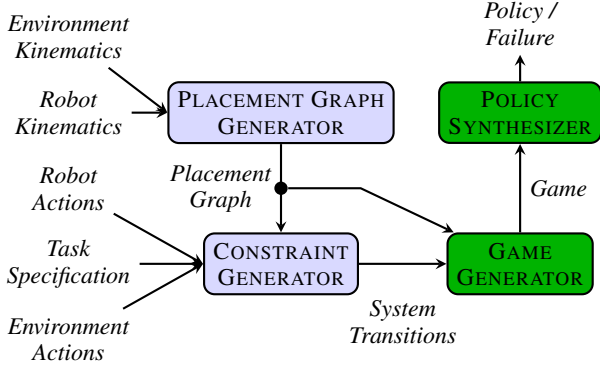 Environment
Kinematics
Robot
Kinematics
PLACEMENT GRAPH
GENERATOR
Policy /
Failure
POLICY
SYNTHESIZER
Placement
Graph
Game
Robot
Actions
Task
Specification
Environment
Actions
CONSTRAINT
GENERATOR
System
Transitions
GAME
GENERATOR